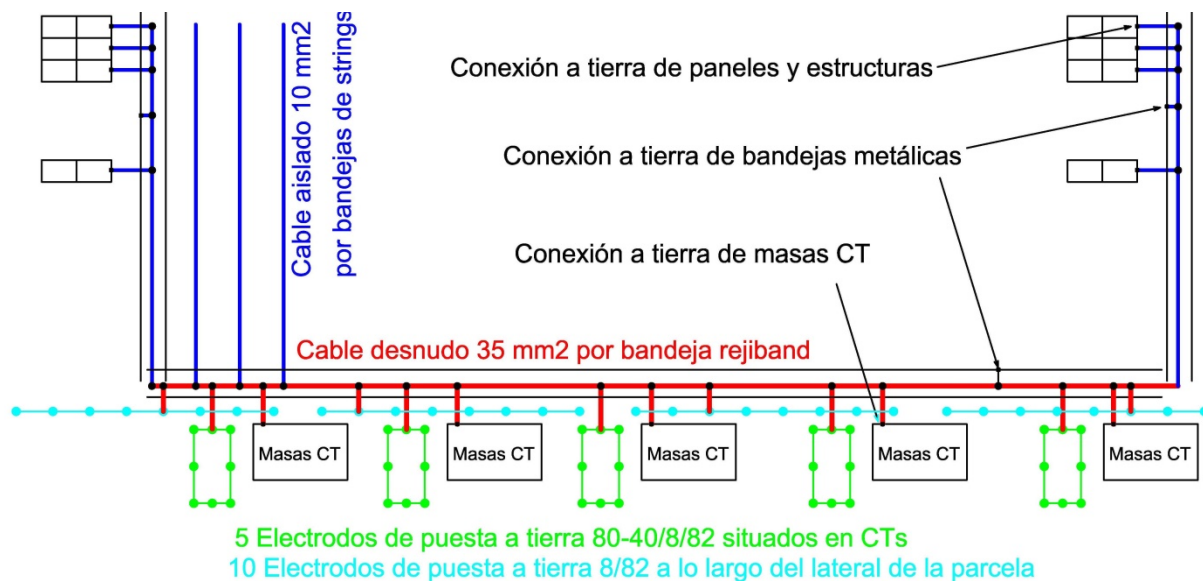 Cable aislado 10 mm2
por bandejas de strings
Conexión a tierra de paneles y estructuras
Conexión a tierra de bandejas metálicas
Conexión a tierra de masas CT
Cable desnudo 35 mm2 por bandeja rejiband
Masas CT
Masas CT
Masas CT
Masas CT
Masas CT
5 Electrodos de puesta a tierra 80-40/8/82 situados en CTs
10 Electrodos de puesta a tierra 8/82 a lo largo del lateral de la parcela